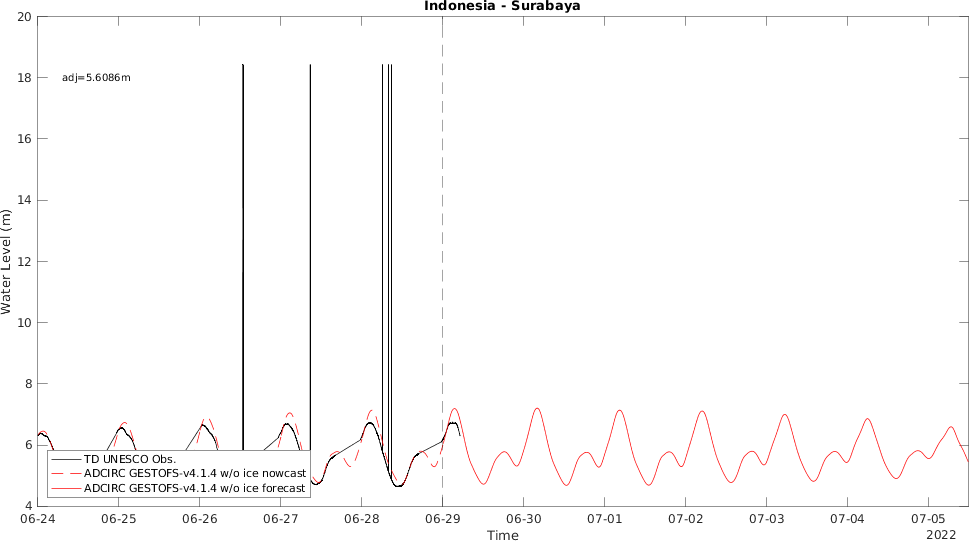 Indonesia - Surabaya
20
18
16
14
12
10
8
6
4
Water Level (m)
adj=5.6086m
TD UNESCO Obs.
ADCIRC GESTOFS-v4.1.4 w/o ice nowcast
ADCIRC GESTOFS-v4.1.4 w/o ice forecast
06-24 06-25 06-26 06-27 06-28 06-29 06-30 07-01 07-02 07-03 07-04 07-05
Time
2022